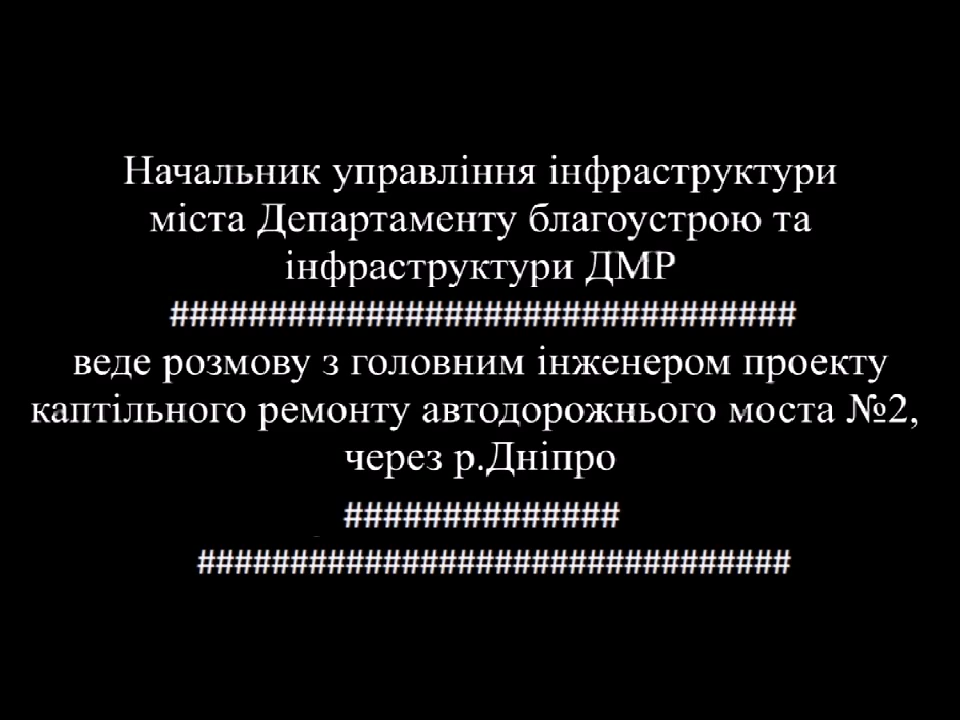 Начальник управління інфраструктури
міста Департаменту благоустрою та
інфраструктури ДМР
################################
веде розмову з головним інженером проекту
каптільного ремонту автодорожнього моста №2,
через р.Дніпро
##############
################################